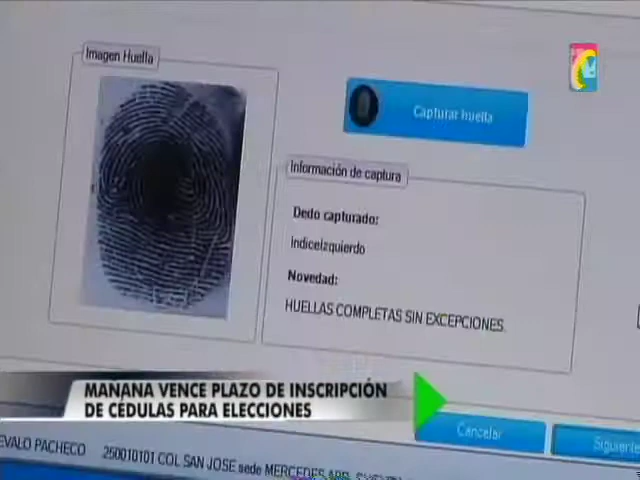 Imagen Huella
Capturar huella
Información de captura
Dedo capturado:
IndiceIzquierdo
Novedad:
HUELLAS COMPLETAS SIN EXCEPCIONES.
MAÑANA VENCE PLAZO DE INSCRIPCIÓN
DE CÉDULAS PARA ELECCIONES
Cancelar
Siguiente
EVALO PACHECO 250010101 COL SAN JOSE sede MERCEDES